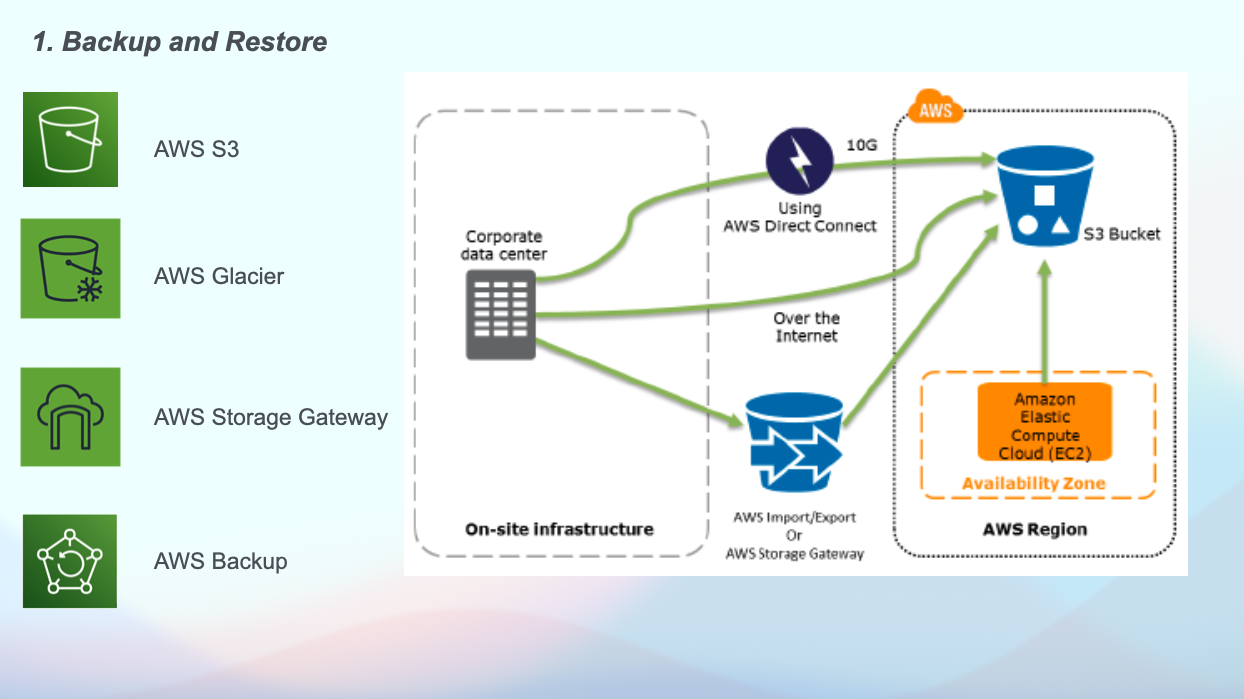 1. Backup and Restore
AWS S3
AWS Glacier
AWS Storage Gateway
AWS Backup
AWS
10G
Using
AWS Direct Connect
S3 Bucket
Corporate
data center
Over the
Internet
Amazon
Elastic
Compute
Cloud (EC2)
Availability Zone
AWS Import/Export
Or
AWS Storage Gateway
On-site infrastructure
AWS Region